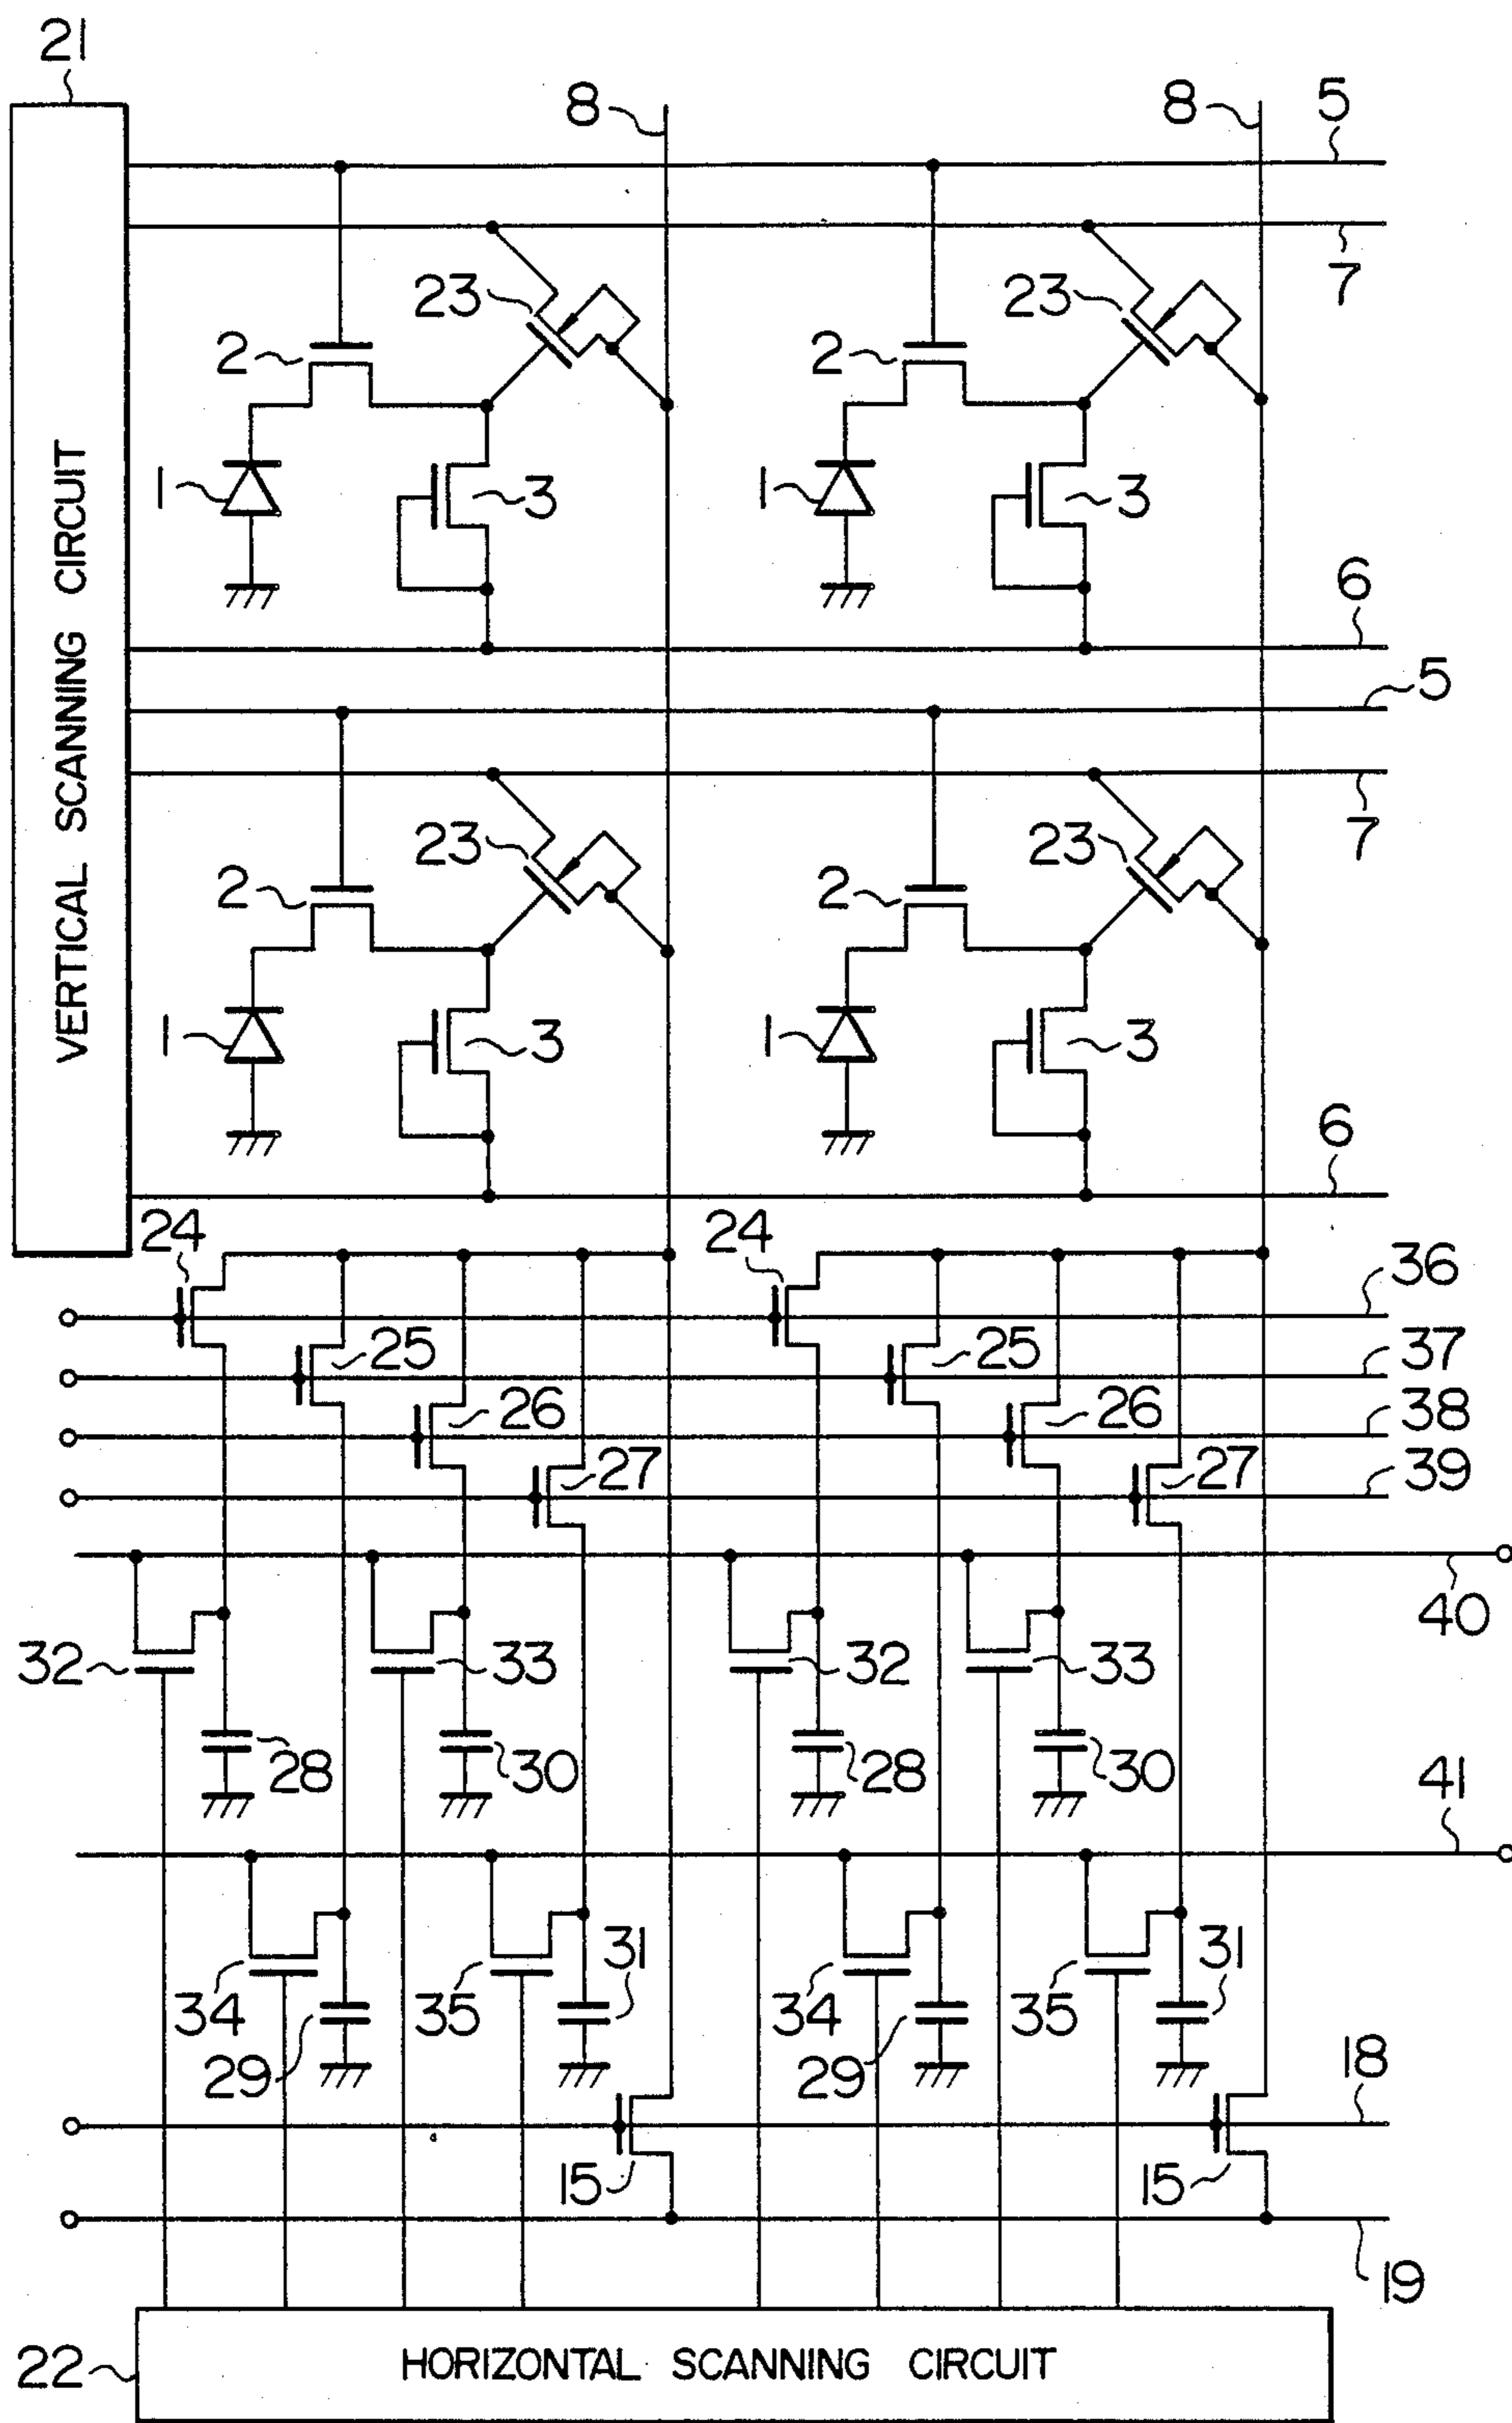 21
8 8 5
7
23 23
2 2
1 3 1 3
6
5
VERTICAL SCANNING CIRCUIT
7
23 23
2 2
1 3 1 3
6
24 24
36
25 25 37
26 26 38
27 27 39
40
32 33 32 33
28 30 28 30
41
31 31
34 35 34 35
29 29
18
15 15
19
22 HORIZONTAL SCANNING CIRCUIT